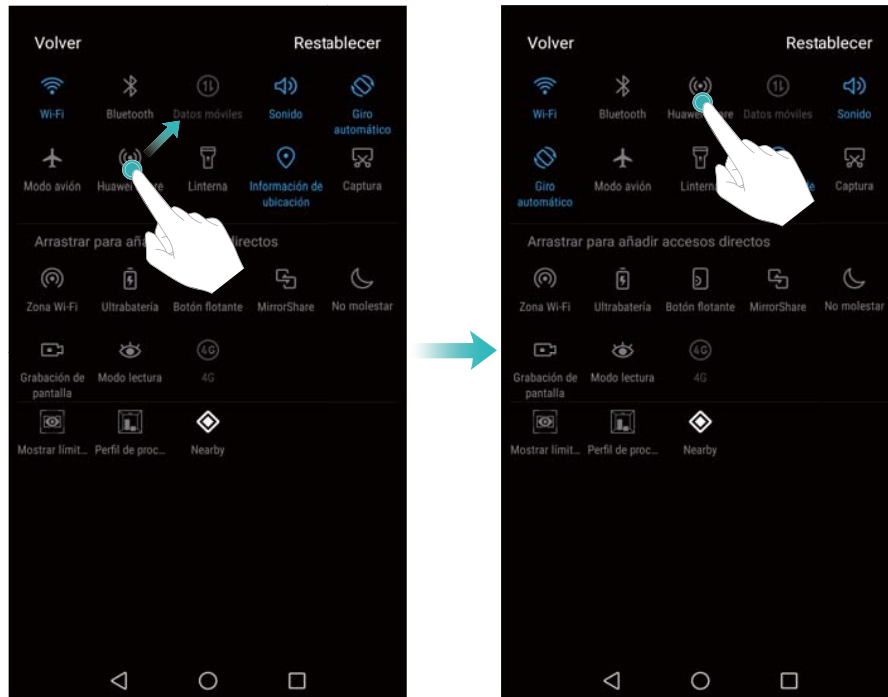 Volver Restablecer
Wi-Fi Bluetooth Datos móviles Sonido Giro
automático
Modo avión Huawei Linterna Información de Captura
ubicación
Arrastrar para
Zona Wi-Fi Ultrabatería Botón flotante MirrorShare No molestar
Grabación de Modo lectura 4G
pantalla
Mostrar límit... Perfil de proc... Nearby
Volver Restablecer
Wi-Fi Bluetooth Datos móviles Sonido
Giro Modo avión Linterna Captura
automático
Arrastrar para añadir accesos directos
Zona Wi-Fi Ultrabatería Botón flotante MirrorShare No molestar
Grabación de Modo lectura 4G
pantalla
Mostrar límit... Perfil de proc... Nearby